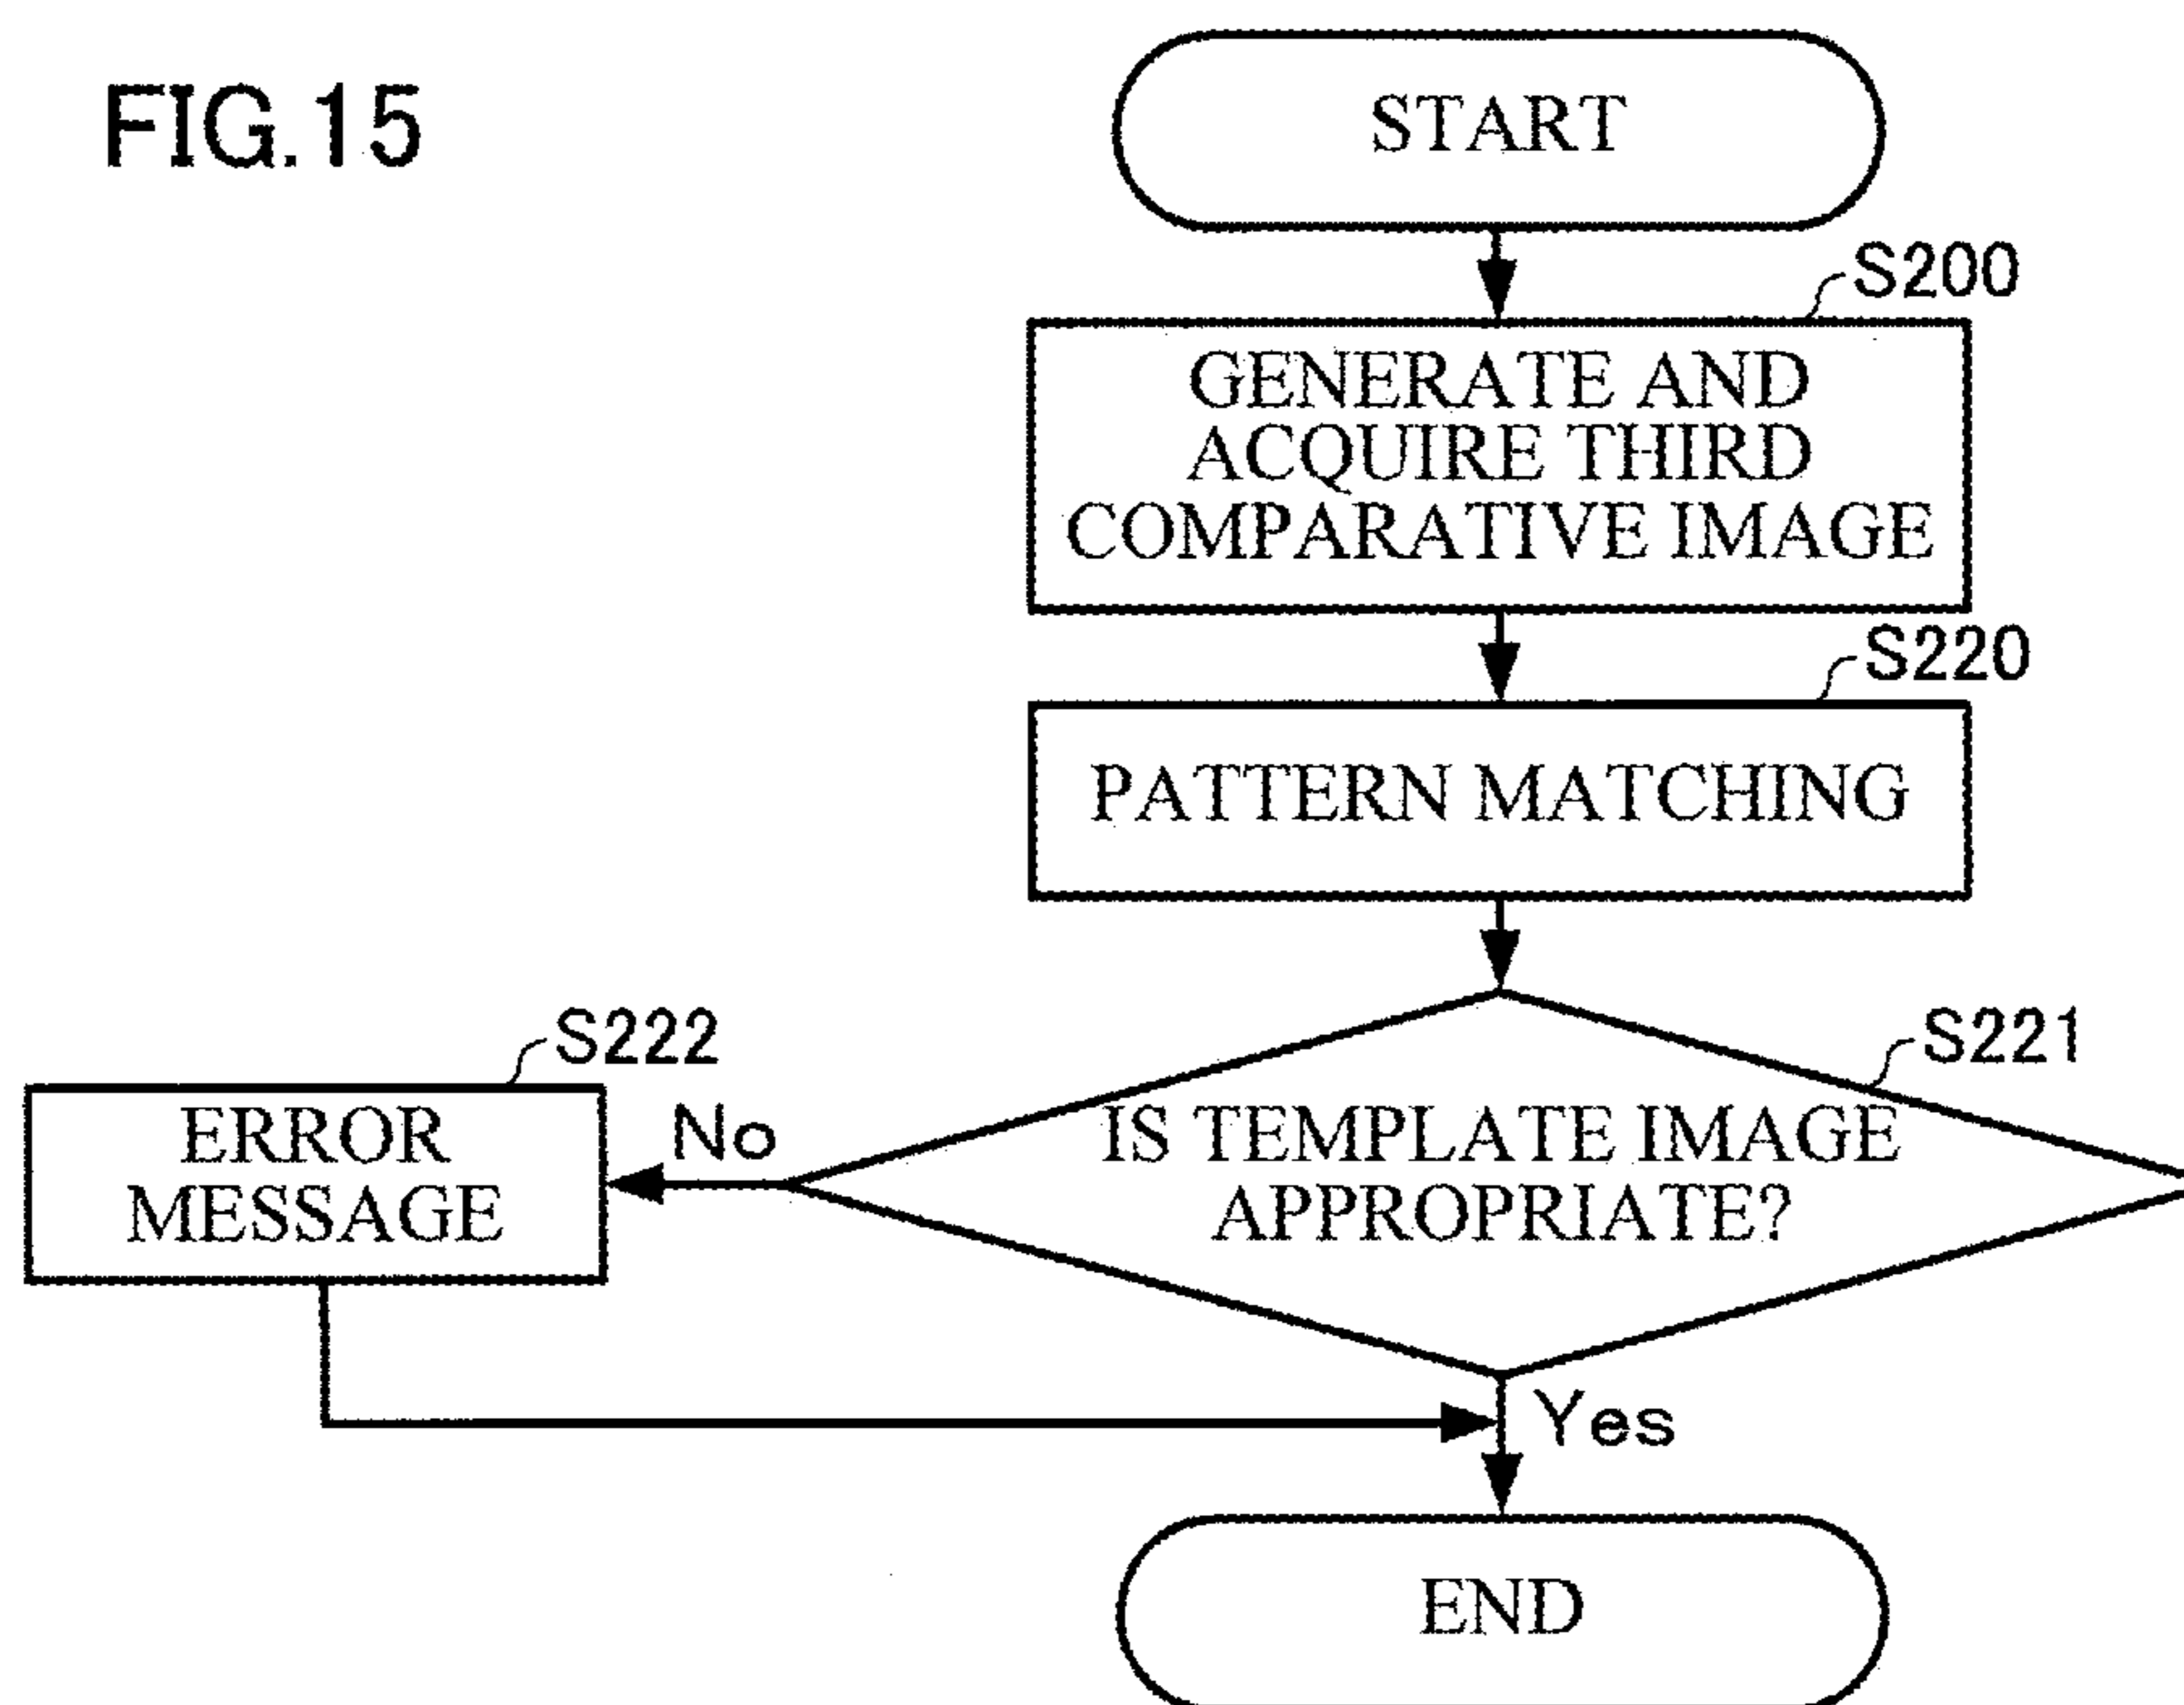 FIG.15
START
S200
GENERATE AND
ACQUIRE THIRD
COMPARATIVE IMAGE
S220
PATTERN MATCHING
S221
IS TEMPLATE IMAGE
APPROPRIATE?
S222
No
ERROR
MESSAGE
Yes
END